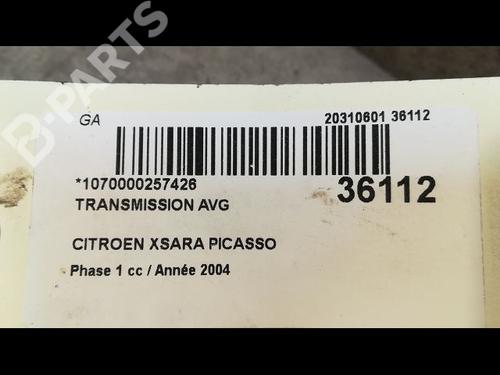 B-PARTS
GA
20310601 36112
*1070000257426
36112
TRANSMISSION AVG
CITROEN XSARA PICASSO
Phase 1 cc / Année 2004